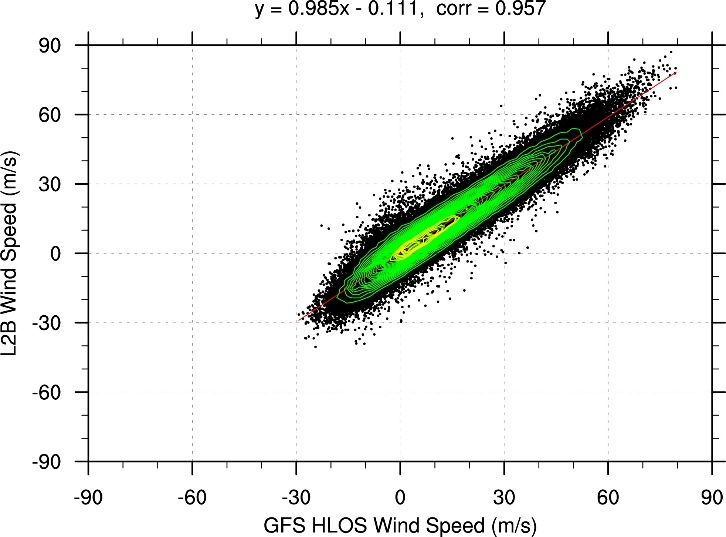 y = 0.985x - 0.111,  corr = 0.957
90
60
30
0
-30
-60
-90
L2B Wind Speed (m/s)
-90 -60 -30 0 30 60 90
GFS HLOS Wind Speed (m/s)